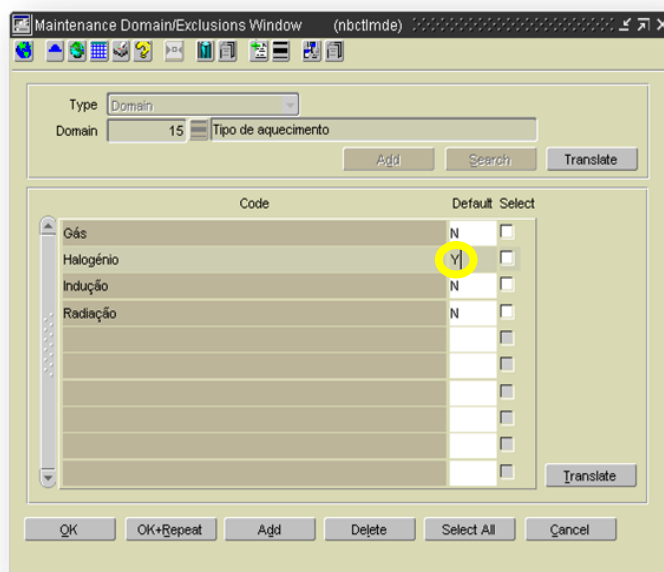 Maintenance Domain/Exclusions Window (nbctlmde)
Type Domain
Domain 15 Tipo de aquecimento
Add Search Translate
Code Default Select
Gás N
Halogénio Y
Indução N
Radiação N
Translate
OK OK+Repeat Add Delete Select All Cancel